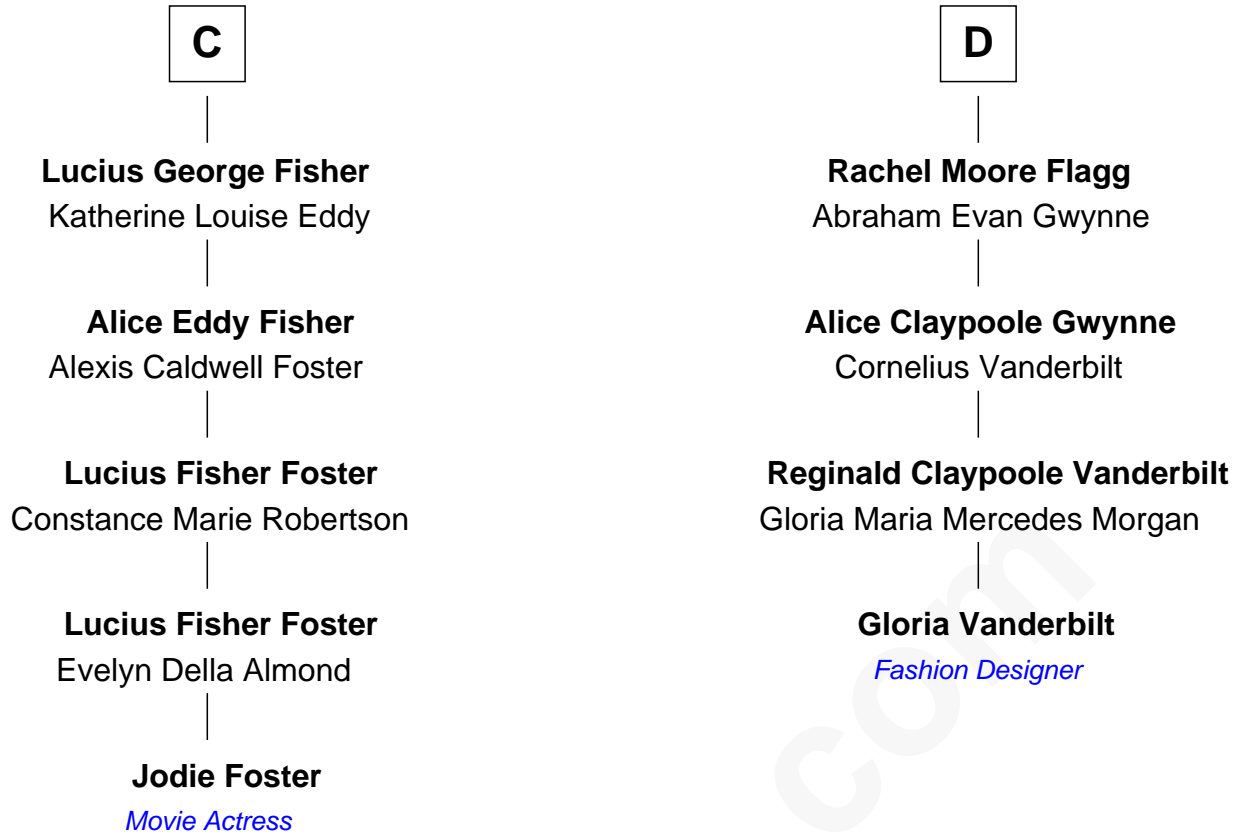 C
Lucius George Fisher
Katherine Louise Eddy
Alice Eddy Fisher
Alexis Caldwell Foster
Lucius Fisher Foster
Constance Marie Robertson
Lucius Fisher Foster
Evelyn Della Almond
Jodie Foster
Movie Actress
D
Rachel Moore Flagg
Abraham Evan Gwynne
Alice Claypoole Gwynne
Cornelius Vanderbilt
Reginald Claypoole Vanderbilt
Gloria Maria Mercedes Morgan
Gloria Vanderbilt
Fashion Designer
com